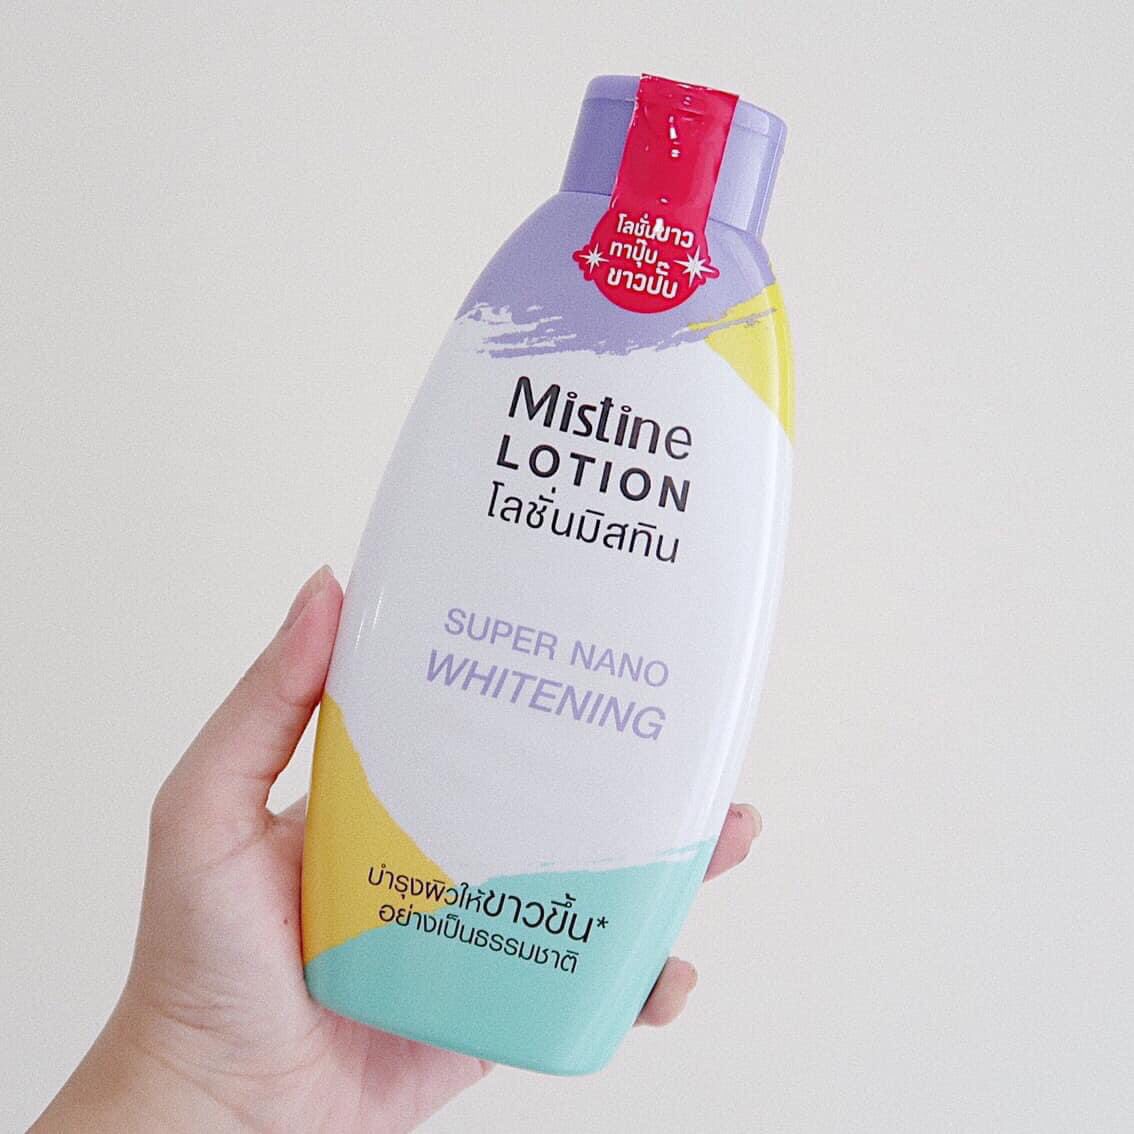 โลชั่นขาว
ทาปุ๊บ
ขาวปั๊บ
Mistine
LOTION
โลชั่นมิสทิน
SUPER NANO
WHITENING
บำรุงผิวให้ขาวขึ้น*
อย่างเป็นธรรมชาติ